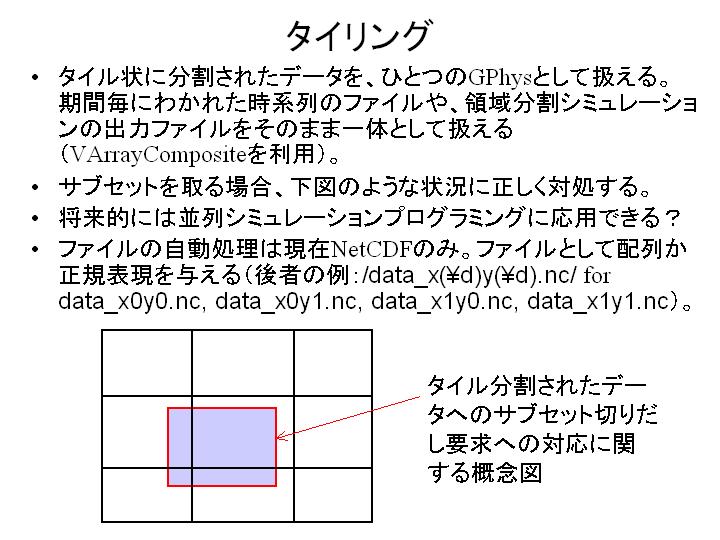 タイリング
• タイル状に分割されたデータを、ひとつのGPhysとして扱える。
期間毎にわかれた時系列のファイルや、領域分割シミュレーショ
ンの出力ファイルをそのまま一体として扱える
（VArrayCompositeを利用）。
• サブセットを取る場合、下図のような状況に正しく対処する。
• 将来的には並列シミュレーションプログラミングに応用できる？
• ファイルの自動処理は現在NetCDFのみ。ファイルとして配列か
正規表現を与える（後者の例：/data_x(¥d)y(¥d).nc/ for
data_x0y0.nc, data_x0y1.nc, data_x1y0.nc, data_x1y1.nc）。
タイル分割されたデー
タへのサブセット切りだ
し要求への対応に関
する概念図